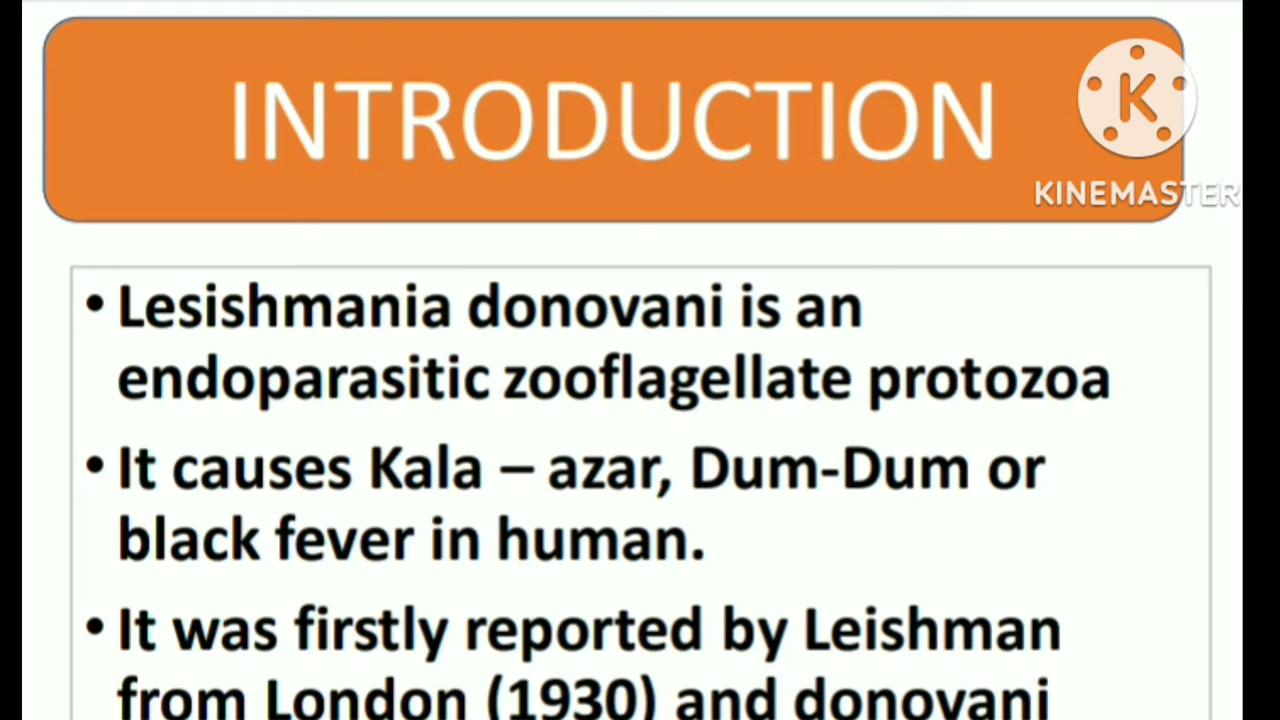 INTRODUCTION
K
KINEMASTER
• Lesishmania donovani is an
endoparasitic zooflagellate protozoa
• It causes Kala – azar, Dum-Dum or
black fever in human.
• It was firstly reported by Leishman
from London (1930) and donovani